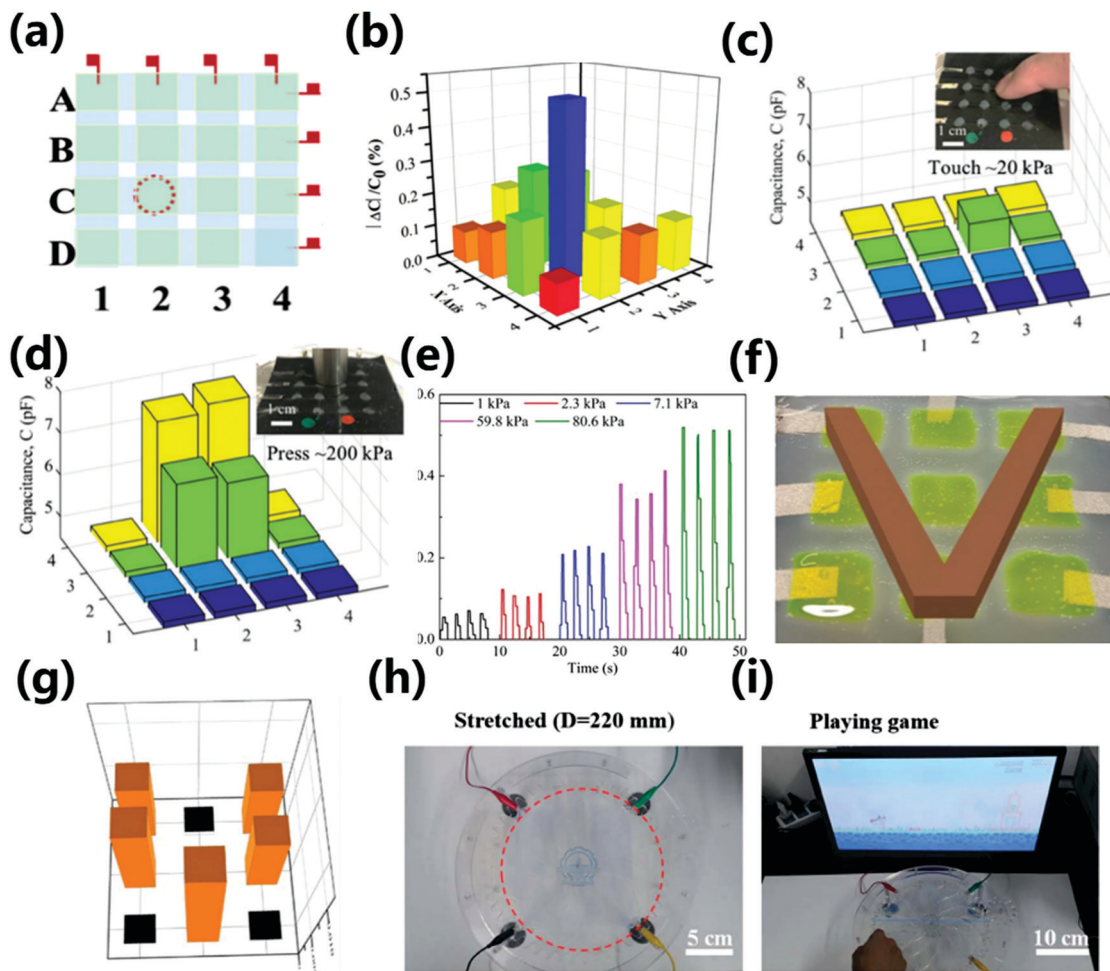 (a)
A
B
C
D
1 2 3 4
(b)
|ΔC|/C0 (%)
0.5
0.4
0.3
0.2
0.1
0.0
1
2
3
4
X Axis
1
2
3
4
Y Axis
(c)
Capacitance, C (pF)
8
7
6
5
4
3
2
1
1
2
3
4
1 cm
Touch ~20 kPa
(d)
Capacitance, C (pF)
8
7
6
5
4
3
2
1
1
2
3
4
1 cm
Press ~200 kPa
(e)
0.6
0.4
0.2
0.0
1 kPa 2.3 kPa 7.1 kPa
59.8 kPa 80.6 kPa
0 10 20 30 40 50
Time (s)
(f)
(g)
(h)
Stretched (D=220 mm)
5 cm
(i)
Playing game
10 cm